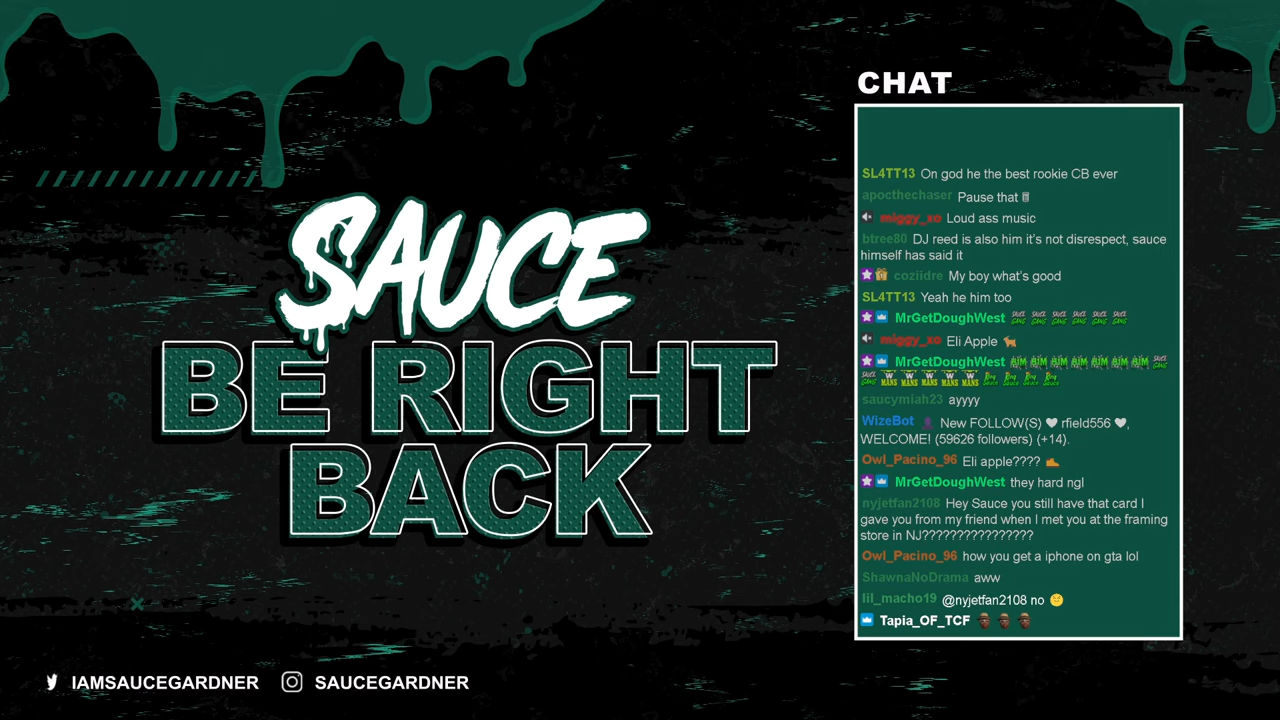 CHAT
SL4TT13 On god he the best rookie CB ever
apocthechaser Pause that
miggy_xo Loud ass music
btree80 DJ reed is also him it's not disrespect, sauce
himself has said it
coziidre My boy what's good
SL4TT13 Yeah he him too
MrGetDoughWest
miggy_xo Eli Apple
MrGetDoughWest
saucymiah23 ayyyy
WizeBot New FOLLOW(S) rfield556 ,
WELCOME! (59626 followers) (+14).
Owl_Pacino_96 Eli apple????
MrGetDoughWest they hard ngl
nyjetfan2108 Hey Sauce you still have that card I
gave you from my friend when I met you at the framing
store in NJ????????????????
Owl_Pacino_96 how you get a iphone on gta lol
ShawnaNoDrama aww
lil_macho19 @nyjetfan2108 no
Tapia_OF_TCF
SAUCE
BE RIGHT
BACK
IAMSAUCEGARDNER
SAUCEGARDNER